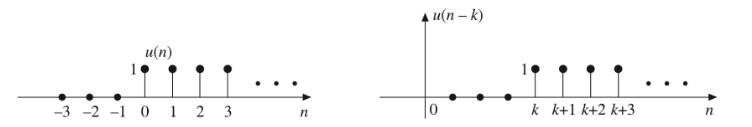 u(n)
1
–3 –2 –1 0 1 2 3 n
u(n – k)
1
0 k k+1 k+2 k+3 n